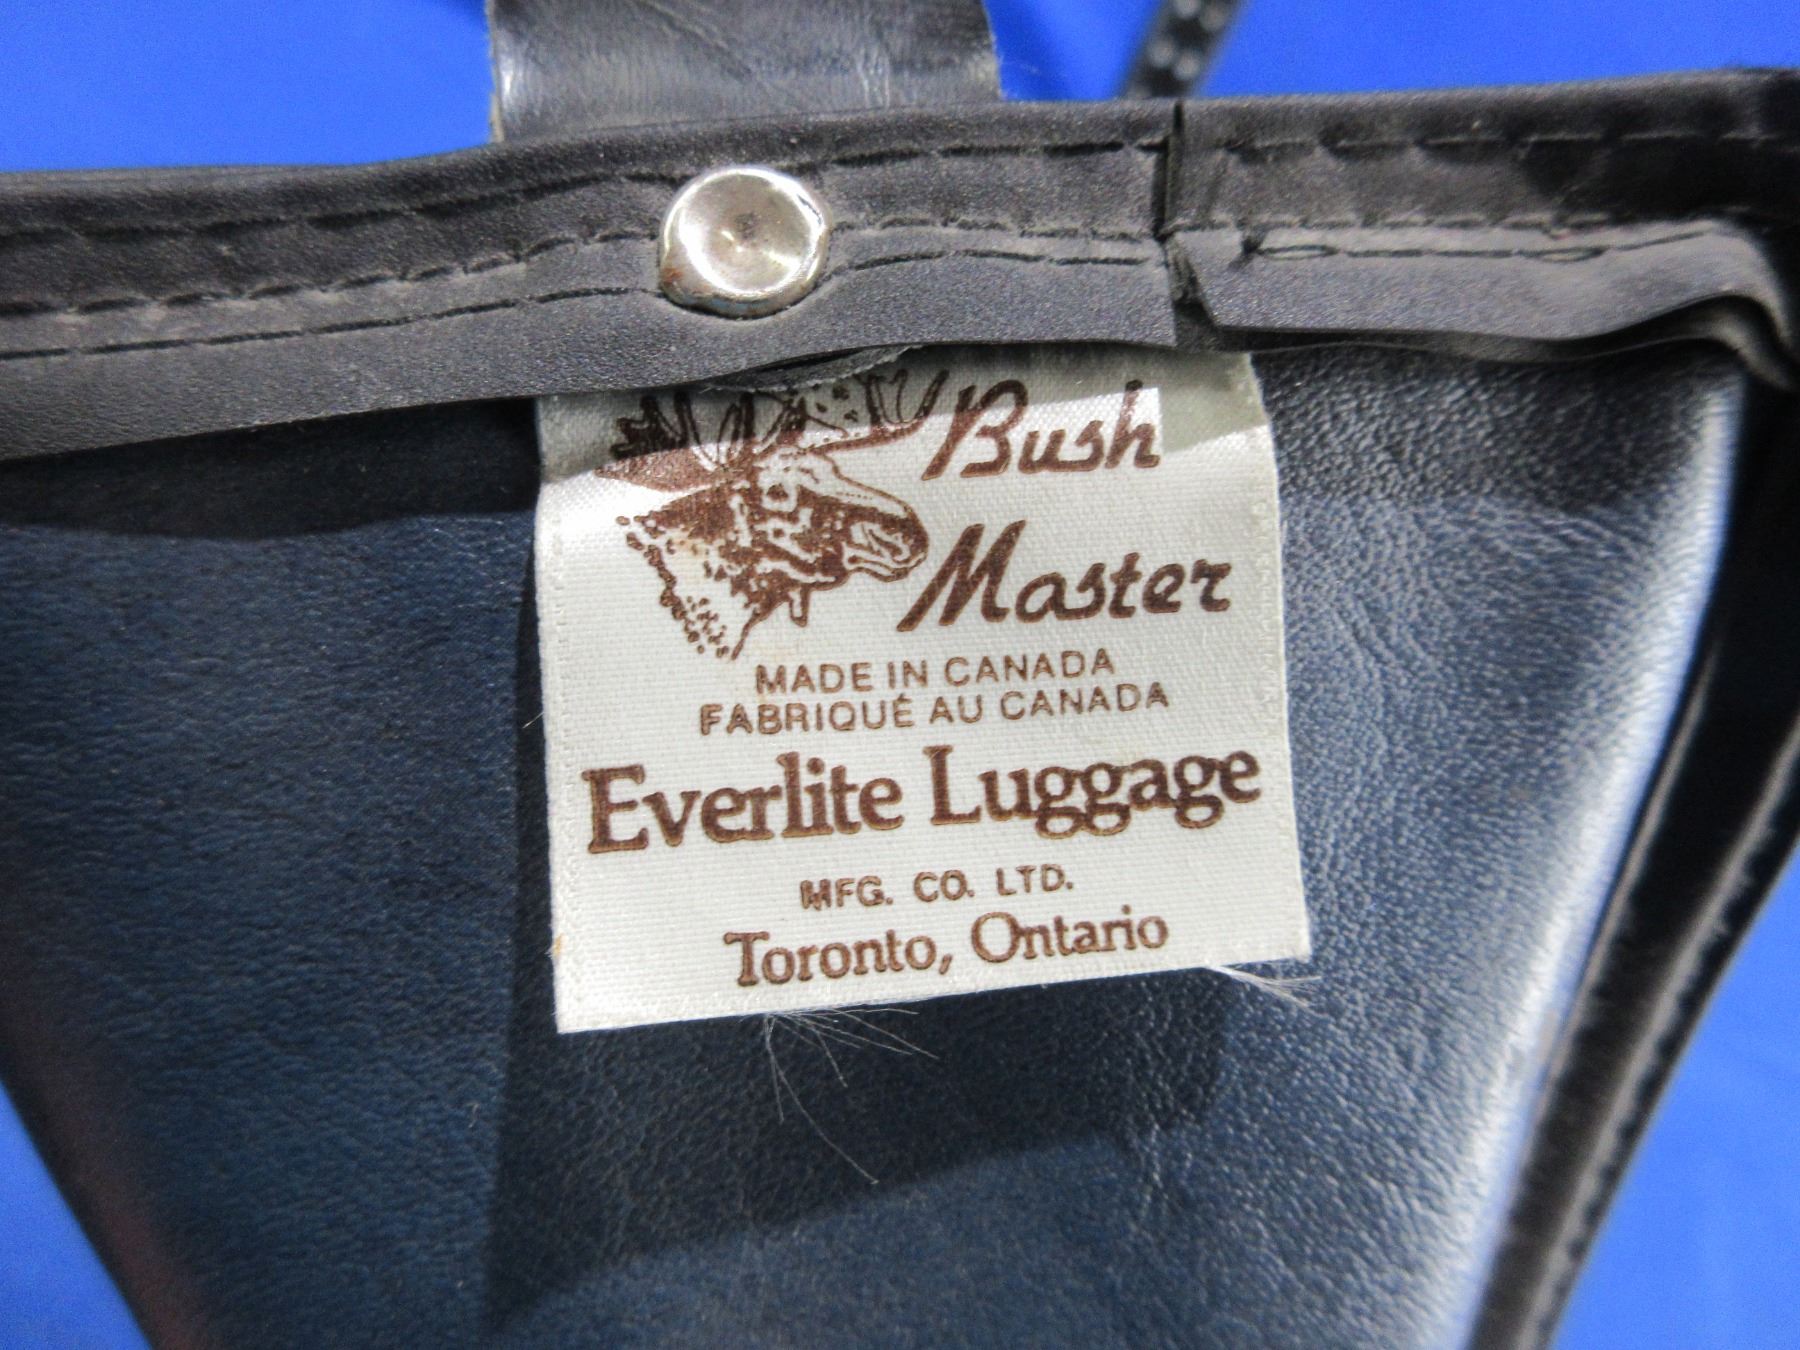 Bush
Master
MADE IN CANADA
FABRIQUÉ AU CANADA
Everlite Luggage
MFG. CO. LTD.
Toronto, Ontario